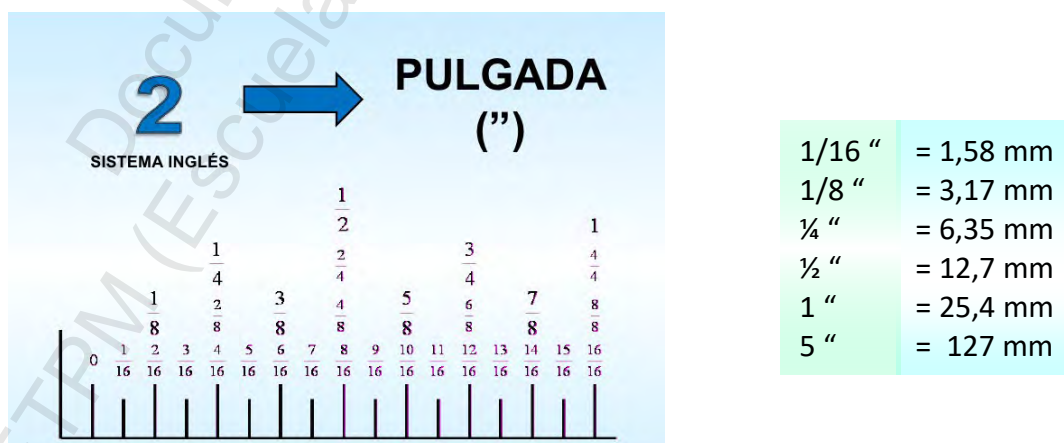 2
PULGADA
(”)
SISTEMA INGLÉS
1/2
1/4 2/4 3/4 1 4/4
1/8 2/8 3/8 4/8 5/8 6/8 7/8 8/8
0 1/16 2/16 3/16 4/16 5/16 6/16 7/16 8/16 9/16 10/16 11/16 12/16 13/16 14/16 15/16 16/16
1/16 “ = 1,58 mm
1/8 “ = 3,17 mm
¼ “ = 6,35 mm
½ “ = 12,7 mm
1 “ = 25,4 mm
5 “ = 127 mm